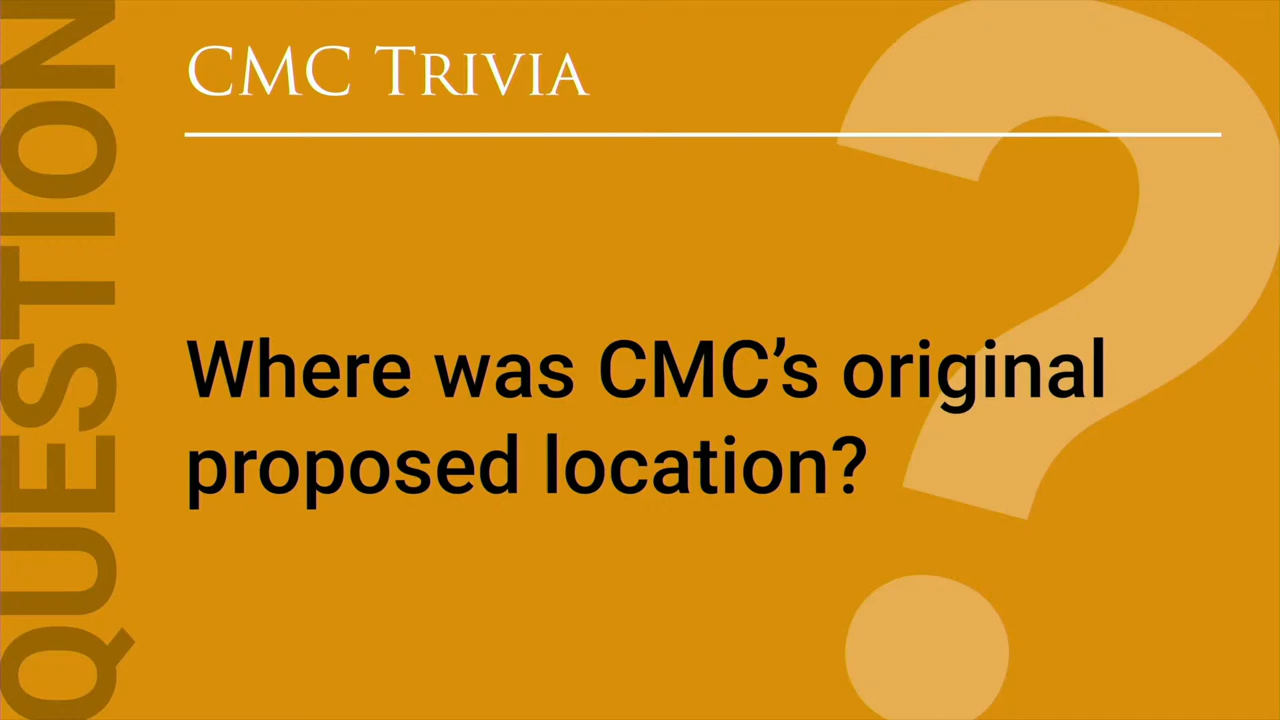 QUESTION
CMC TRIVIA
Where was CMC’s original
proposed location?